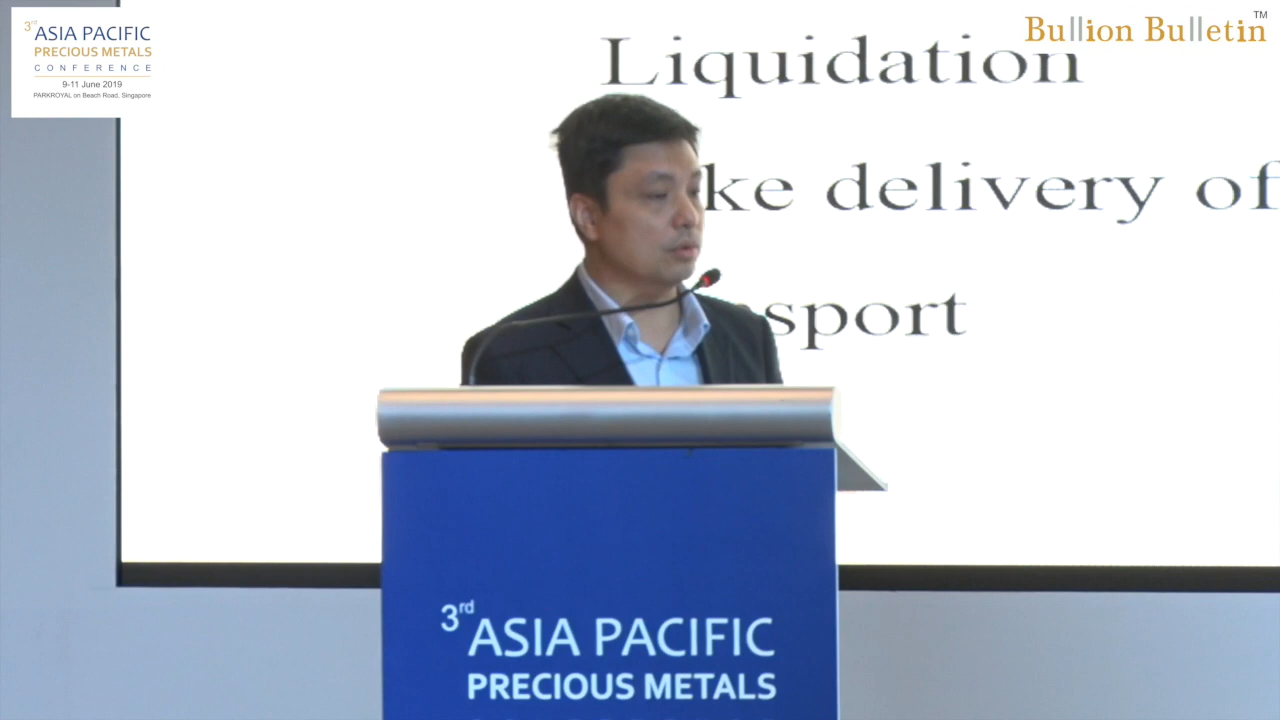 3rd
ASIA PACIFIC
PRECIOUS METALS
CONFERENCE
9-11 June 2019
PARKROYAL on Beach Road, Singapore
Bullion Bulletin™
Liquidation
ke delivery of
sport
3rd
ASIA PACIFIC
PRECIOUS METALS